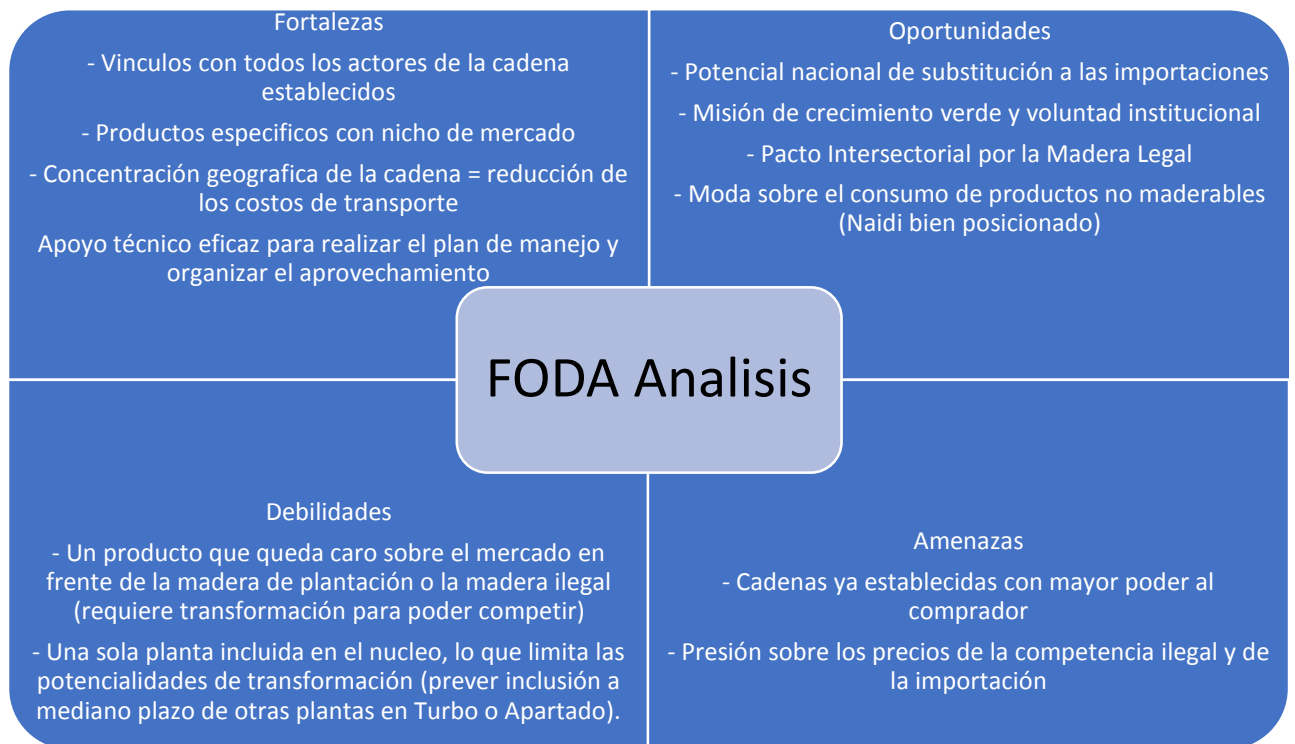 Fortalezas
- Vinculos con todos los actores de la cadena
establecidos
- Productos especificos con nicho de mercado
- Concentración geografica de la cadena = reducción de
los costos de transporte
Apoyo técnico eficaz para realizar el plan de manejo y
organizar el aprovechamiento
Oportunidades
- Potencial nacional de substitución a las importaciones
- Misión de crecimiento verde y voluntad institucional
- Pacto Intersectorial por la Madera Legal
- Moda sobre el consumo de productos no maderables
(Naidi bien posicionado)
FODA Analisis
Debilidades
- Un producto que queda caro sobre el mercado en
frente de la madera de plantación o la madera ilegal
(requiere transformación para poder competir)
- Una sola planta incluida en el nucleo, lo que limita las
potencialidades de transformación (prever inclusión a
mediano plazo de otras plantas en Turbo o Apartado).
Amenazas
- Cadenas ya establecidas con mayor poder al
comprador
- Presión sobre los precios de la competencia ilegal y de
la importación